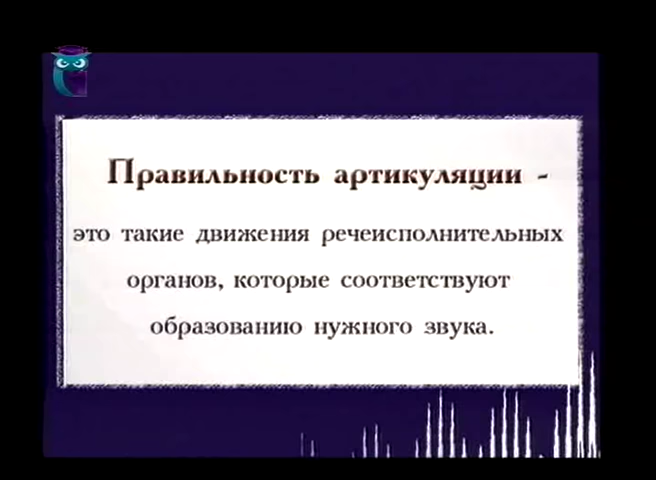 Правильность артикуляции -
это такие движения речеисполнительных
органов, которые соответствуют
образованию нужного звука.